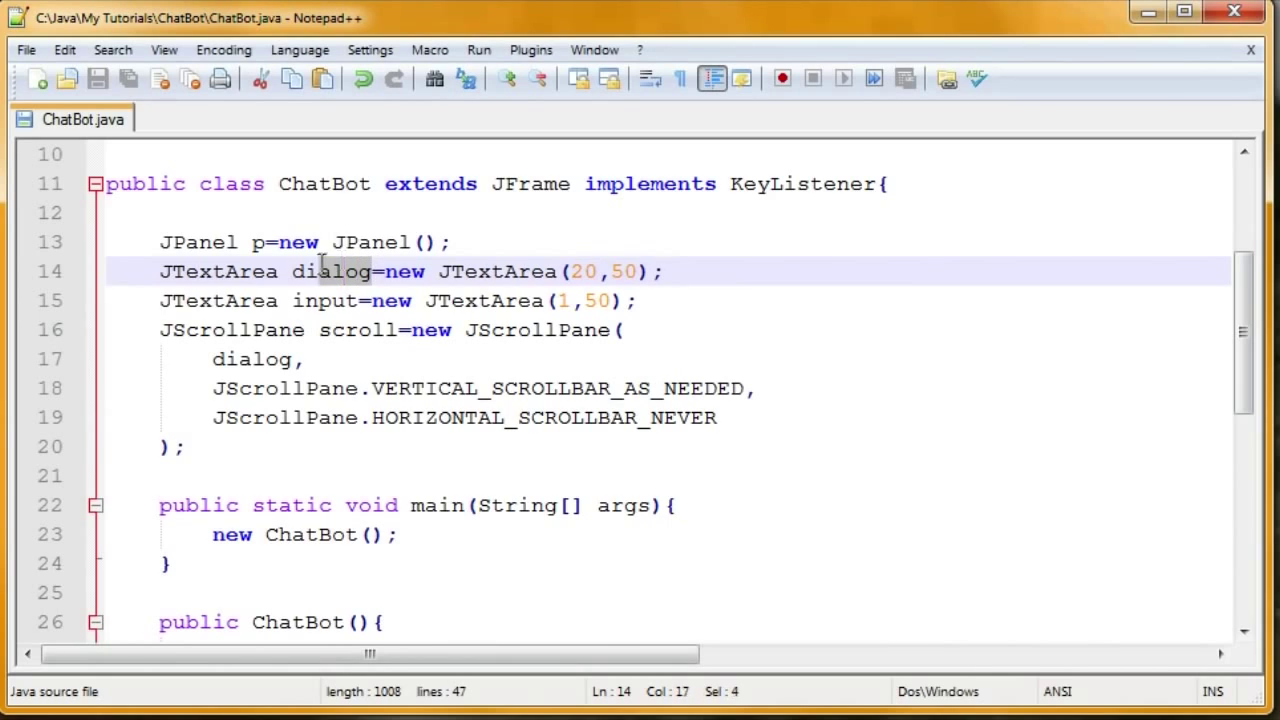 C:\Java\My Tutorials\ChatBot\ChatBot.java - Notepad++
File Edit Search View Encoding Language Settings Macro Run Plugins Window ? X
ABC
ChatBot.java
10
11 public class ChatBot extends JFrame implements KeyListener{
12
13 JPanel p=new JPanel();
14 JTextArea dialog=new JTextArea(20,50);
15 JTextArea input=new JTextArea(1,50);
16 JScrollPane scroll=new JScrollPane(
17 dialog,
18 JScrollPane.VERTICAL_SCROLLBAR_AS_NEEDED,
19 JScrollPane.HORIZONTAL_SCROLLBAR_NEVER
20 );
21
22 public static void main(String[] args){
23 new ChatBot();
24 }
25
26 public ChatBot(){
Java source file length : 1008 lines : 47 Ln : 14 Col : 17 Sel : 4 Dos\Windows ANSI INS